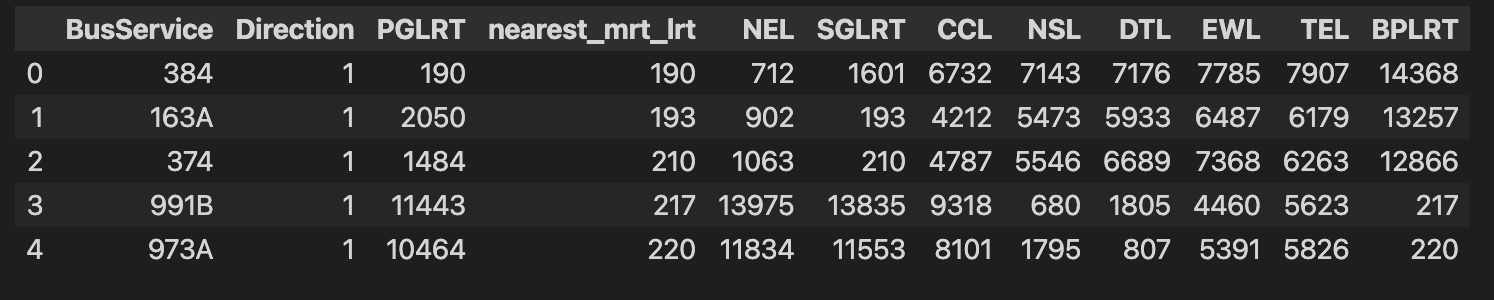 BusService Direction PGLRT nearest_mrt_lrt NEL SGLRT CCL NSL DTL EWL TEL BPLRT
0 384 1 190 190 712 1601 6732 7143 7176 7785 7907 14368
1 163A 1 2050 193 902 193 4212 5473 5933 6487 6179 13257
2 374 1 1484 210 1063 210 4787 5546 6689 7368 6263 12866
3 991B 1 11443 217 13975 13835 9318 680 1805 4460 5623 217
4 973A 1 10464 220 11834 11553 8101 1795 807 5391 5826 220